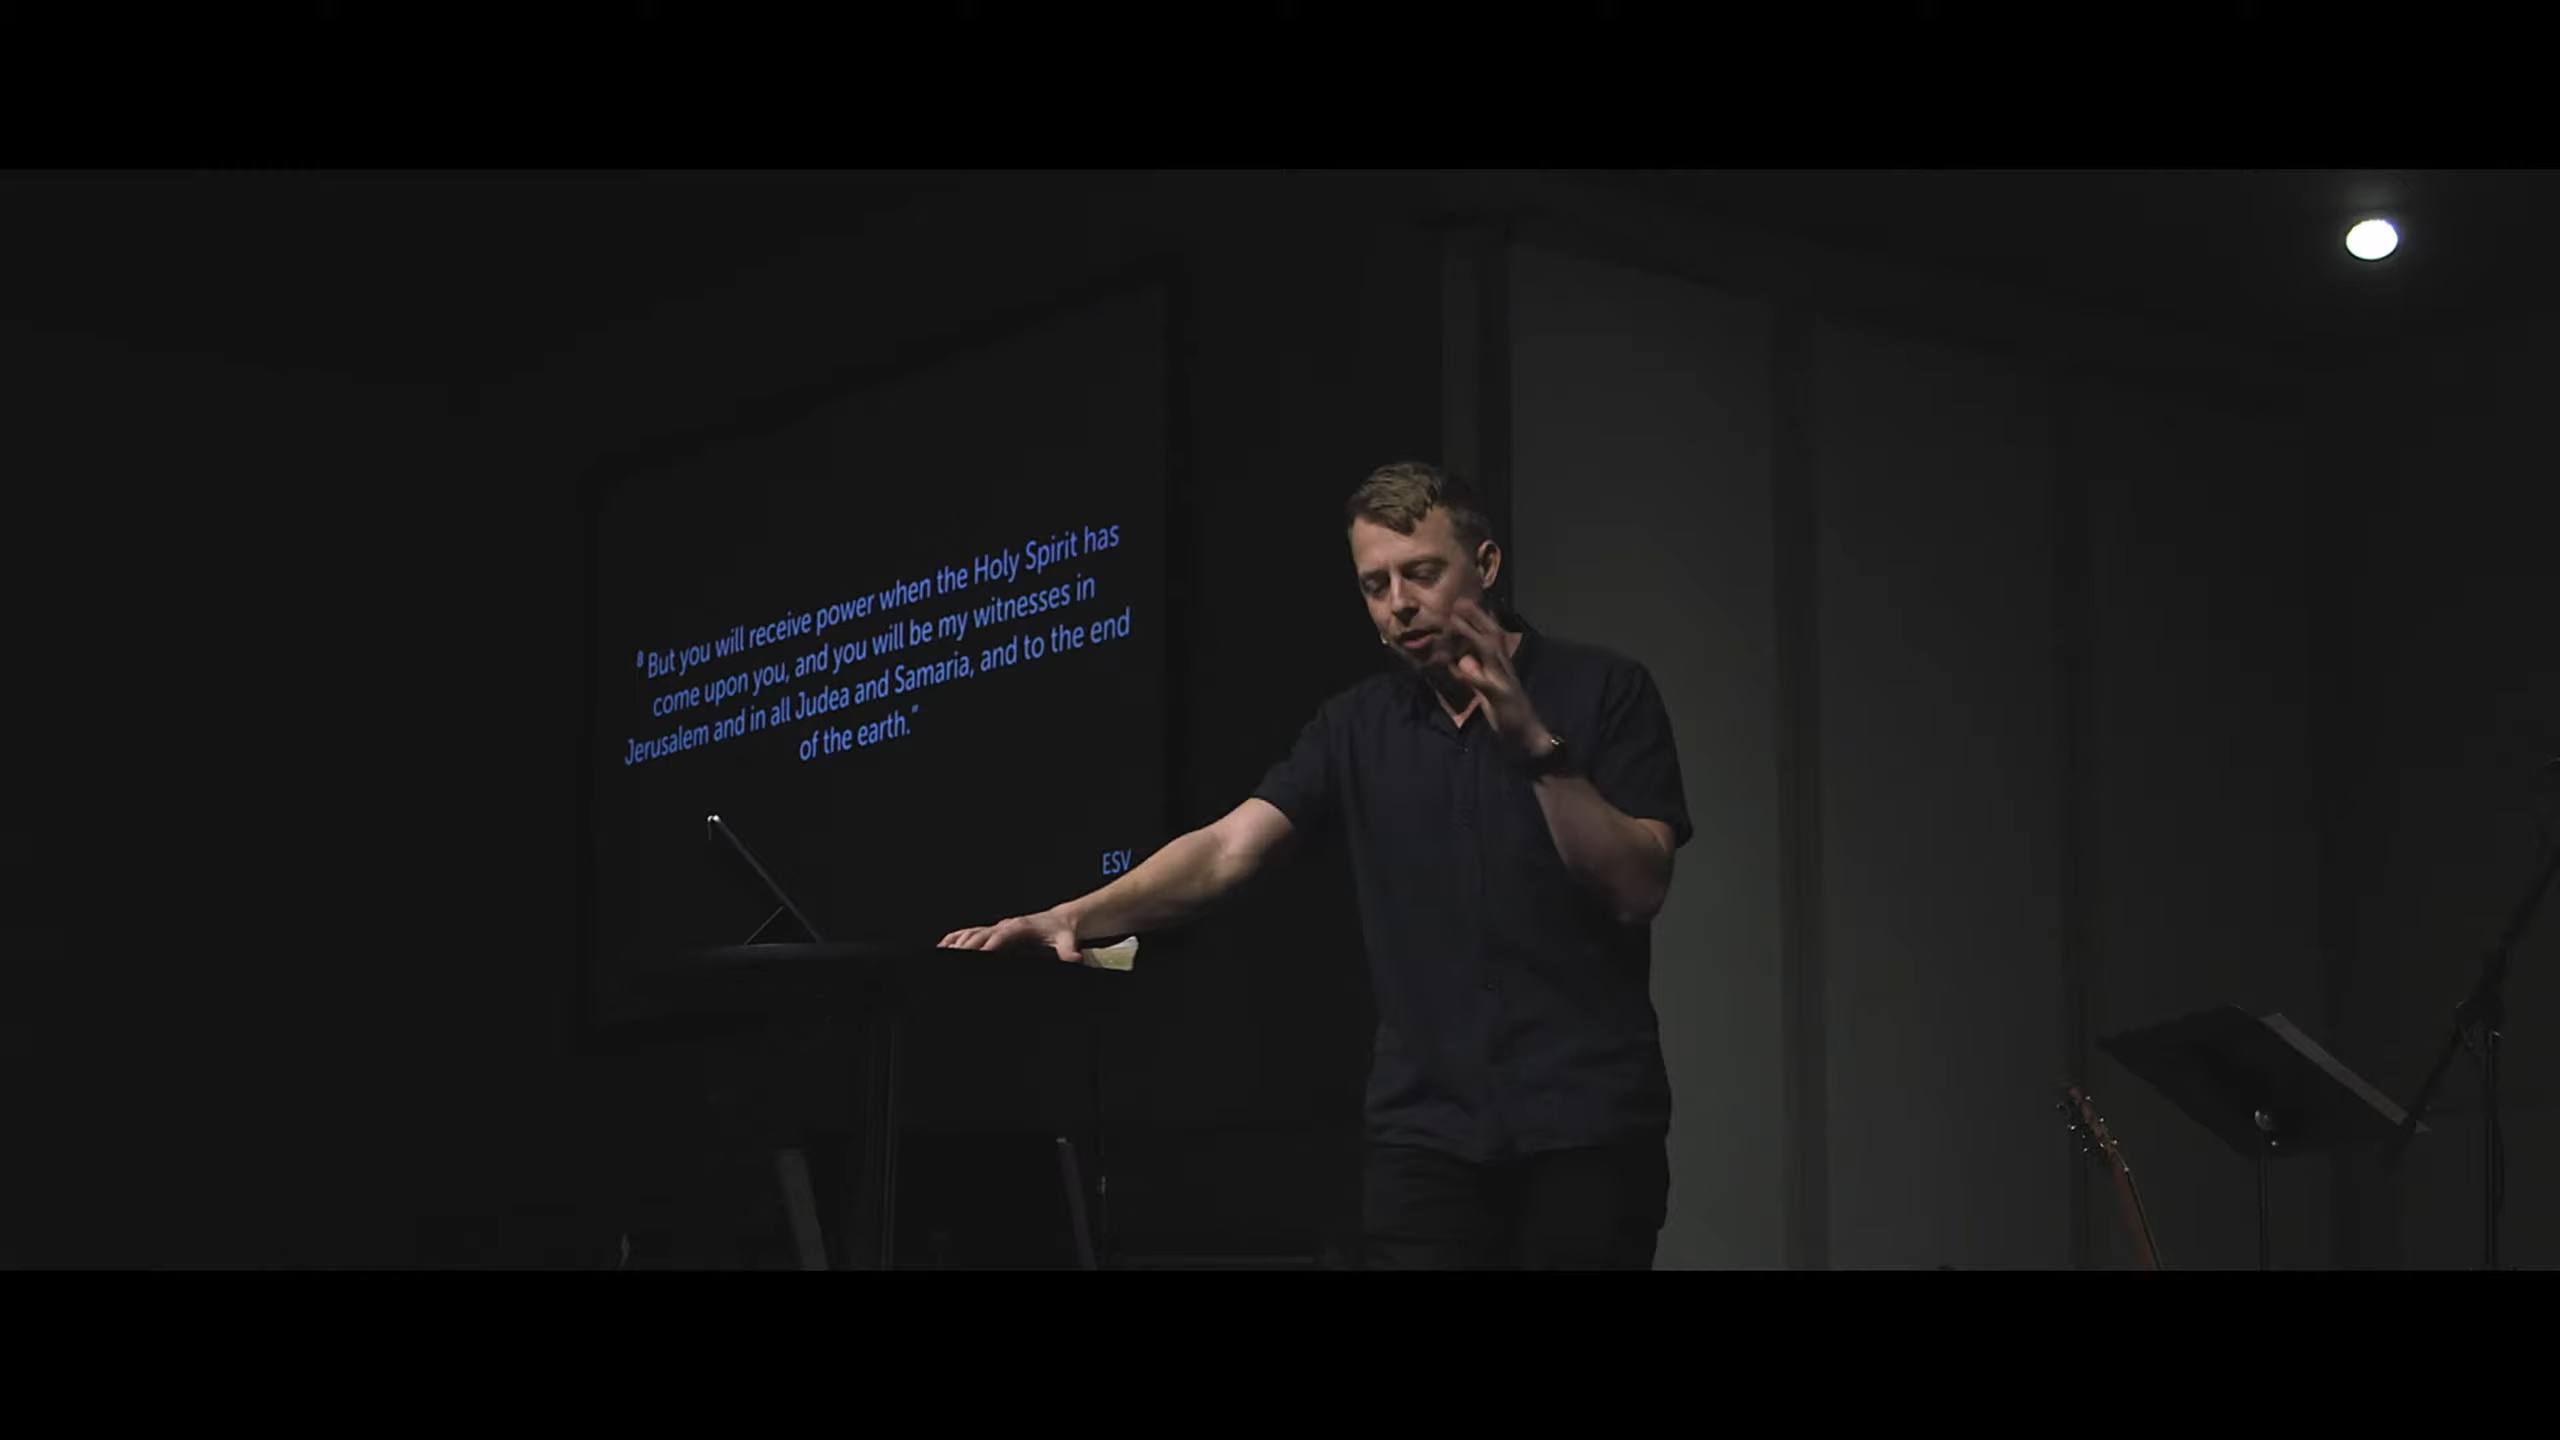 8 But you will receive power when the Holy Spirit has
come upon you, and you will be my witnesses in
Jerusalem and in all Judea and Samaria, and to the end
of the earth.”
ESV